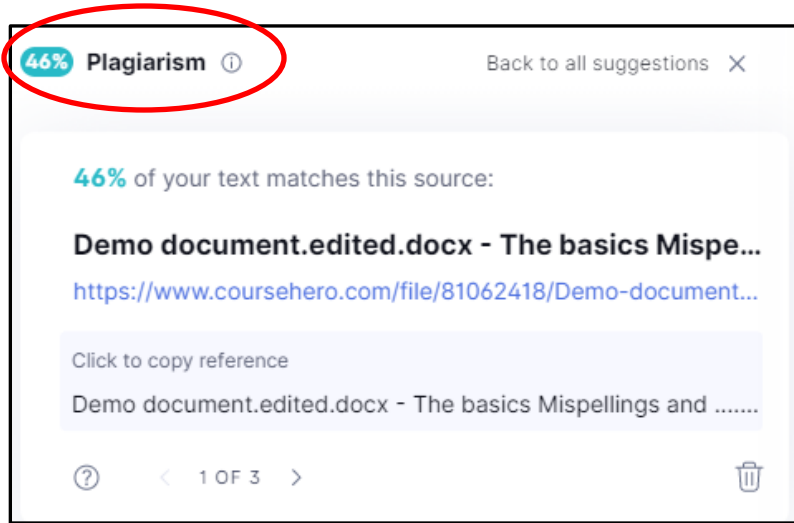 46% Plagiarism Back to all suggestions
46% of your text matches this source:
Demo document.edited.docx - The basics Mispe...
https://www.coursehero.com/file/81062418/Demo-document...
Click to copy reference
Demo document.edited.docx - The basics Mispellings and .......
1 OF 3